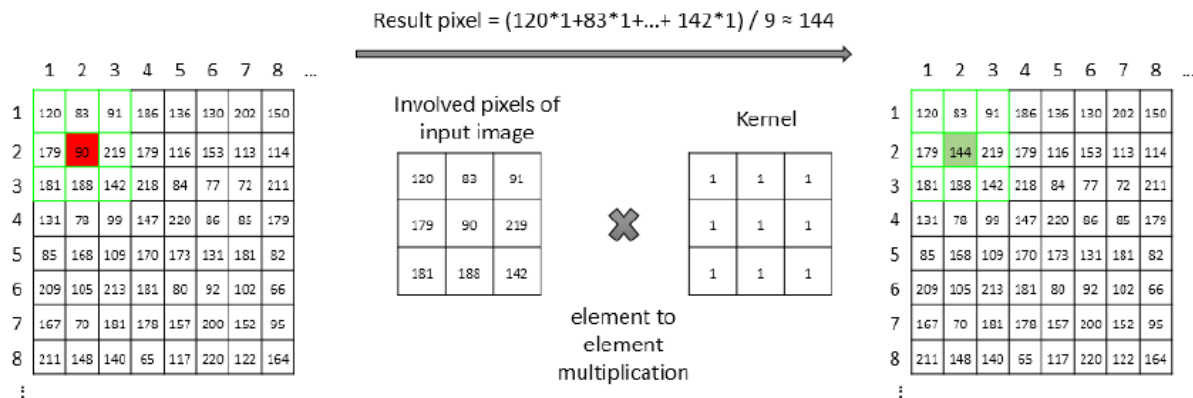 Result pixel = (120*1+83*1+...+ 142*1) / 9 ≈ 144
1 2 3 4 5 6 7 8 ...
1 120 83 91 186 136 130 202 150
2 179 90 219 179 116 153 113 114
3 181 188 142 218 84 77 72 211
4 131 78 99 147 220 86 85 179
5 85 168 109 170 173 131 181 82
6 209 105 213 181 80 92 102 66
7 167 70 181 178 157 200 152 95
8 211 148 140 65 117 220 122 164
⋮
Involved pixels of
input image
120 83 91
179 90 219
181 188 142
Kernel
1 1 1
1 1 1
1 1 1
element to
element
multiplication
1 2 3 4 5 6 7 8 ...
1 120 83 91 186 136 130 202 150
2 179 144 219 179 116 153 113 114
3 181 188 142 218 84 77 72 211
4 131 78 99 147 220 86 85 179
5 85 168 109 170 173 131 181 82
6 209 105 213 181 80 92 102 66
7 167 70 181 178 157 200 152 95
8 211 148 140 65 117 220 122 164
⋮